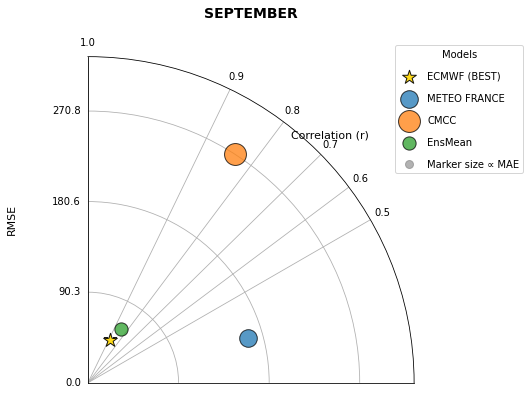 SEPTEMBER
1.0
0.9
0.8
0.7
0.6
0.5
Correlation (r)
270.8
180.6
90.3
0.0
RMSE
Models
ECMWF (BEST)
METEO FRANCE
CMCC
EnsMean
Marker size ∝ MAE